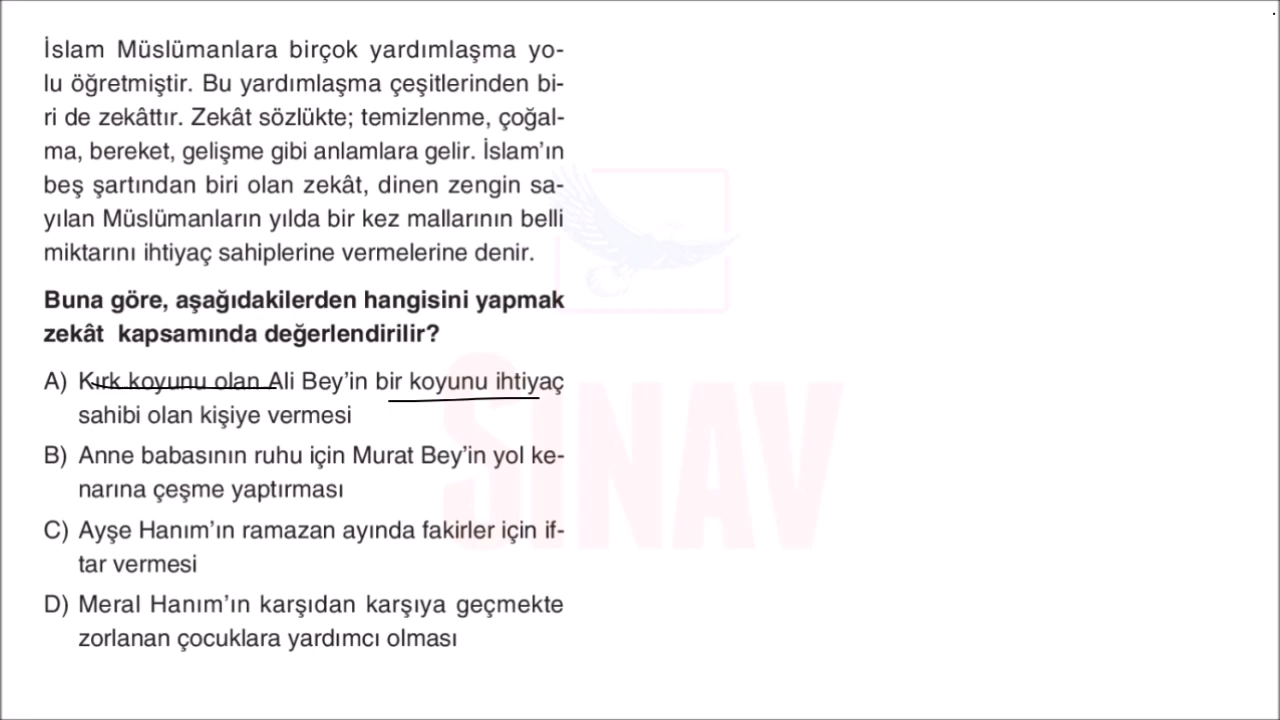 İslam Müslümanlara birçok yardımlaşma yo-
lu öğretmiştir. Bu yardımlaşma çeşitlerinden bi-
ri de zekâttır. Zekât sözlükte; temizlenme, çoğal-
ma, bereket, gelişme gibi anlamlara gelir. İslam’ın
beş şartından biri olan zekât, dinen zengin sa-
yılan Müslümanların yılda bir kez mallarının belli
miktarını ihtiyaç sahiplerine vermelerine denir.
Buna göre, aşağıdakilerden hangisini yapmak
zekât kapsamında değerlendirilir?
A) Kırk koyunu olan Ali Bey’in bir koyunu ihtiyaç
sahibi olan kişiye vermesi
B) Anne babasının ruhu için Murat Bey’in yol ke-
narına çeşme yaptırması
C) Ayşe Hanım’ın ramazan ayında fakirler için if-
tar vermesi
D) Meral Hanım’ın karşıdan karşıya geçmekte
zorlanan çocuklara yardımcı olması
SINAV